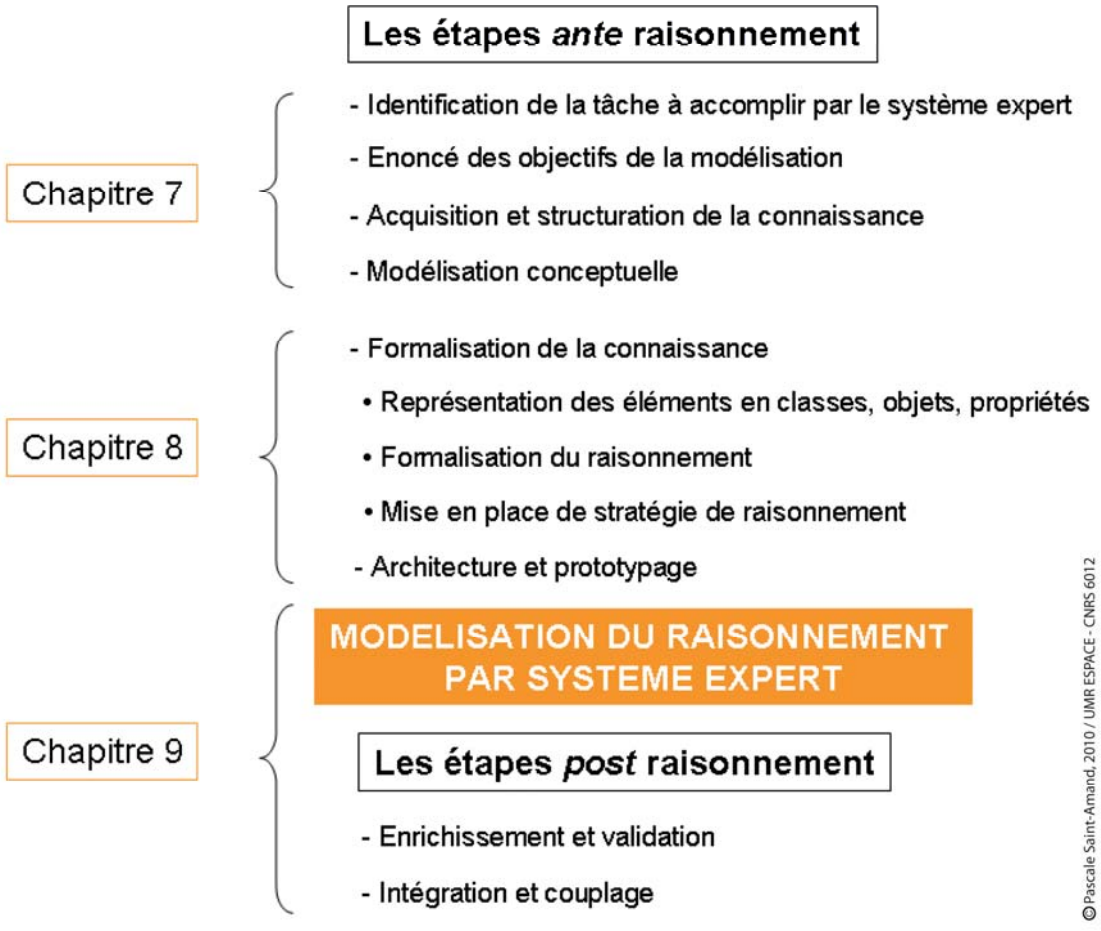 Les étapes ante raisonnement
Chapitre 7
- Identification de la tâche à accomplir par le système expert
- Enoncé des objectifs de la modélisation
- Acquisition et structuration de la connaissance
- Modélisation conceptuelle
Chapitre 8
- Formalisation de la connaissance
• Représentation des éléments en classes, objets, propriétés
• Formalisation du raisonnement
• Mise en place de stratégie de raisonnement
- Architecture et prototypage
Chapitre 9
MODELISATION DU RAISONNEMENT
PAR SYSTEME EXPERT
Les étapes post raisonnement
- Enrichissement et validation
- Intégration et couplage
© Pascale Saint-Amand, 2010 / UMR ESPACE - CNRS 6012